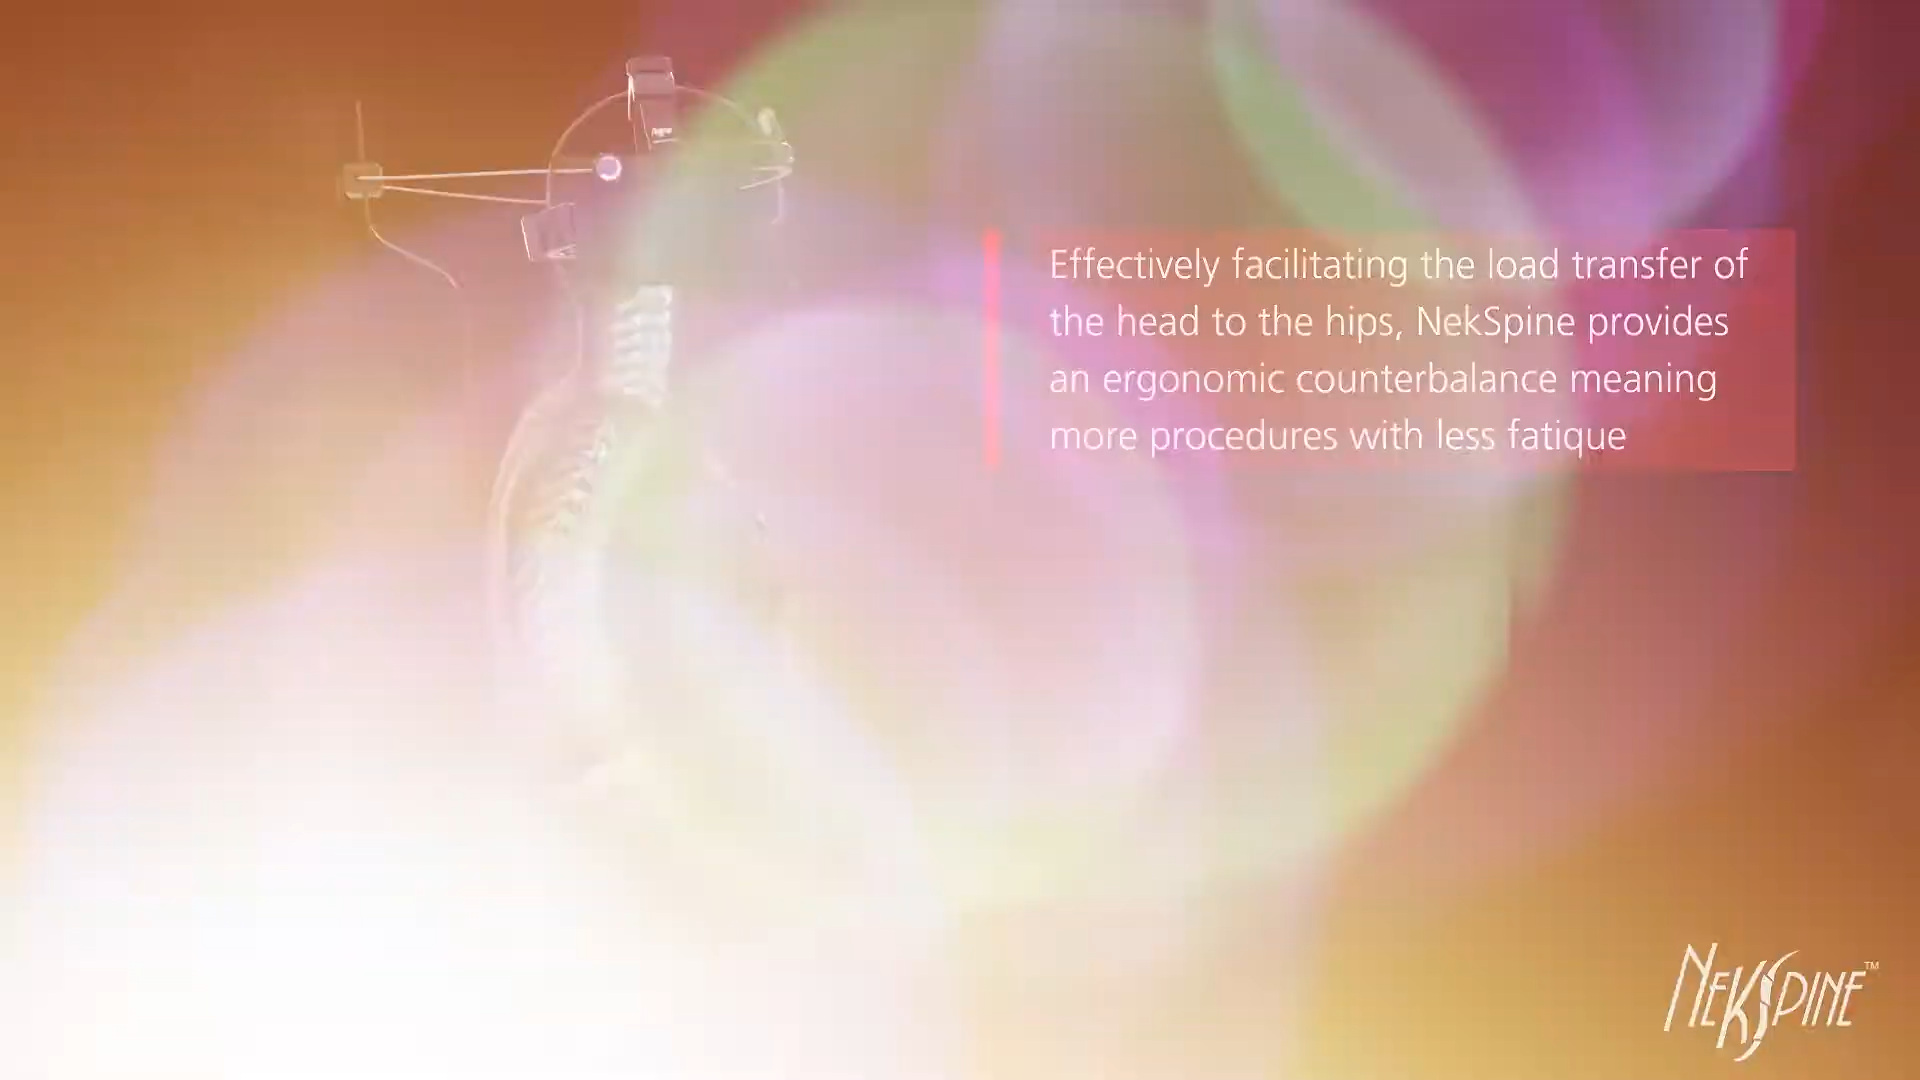 Effectively facilitating the load transfer of
the head to the hips, NekSpine provides
an ergonomic counterbalance meaning
more procedures with less fatique
NEKSPINE™